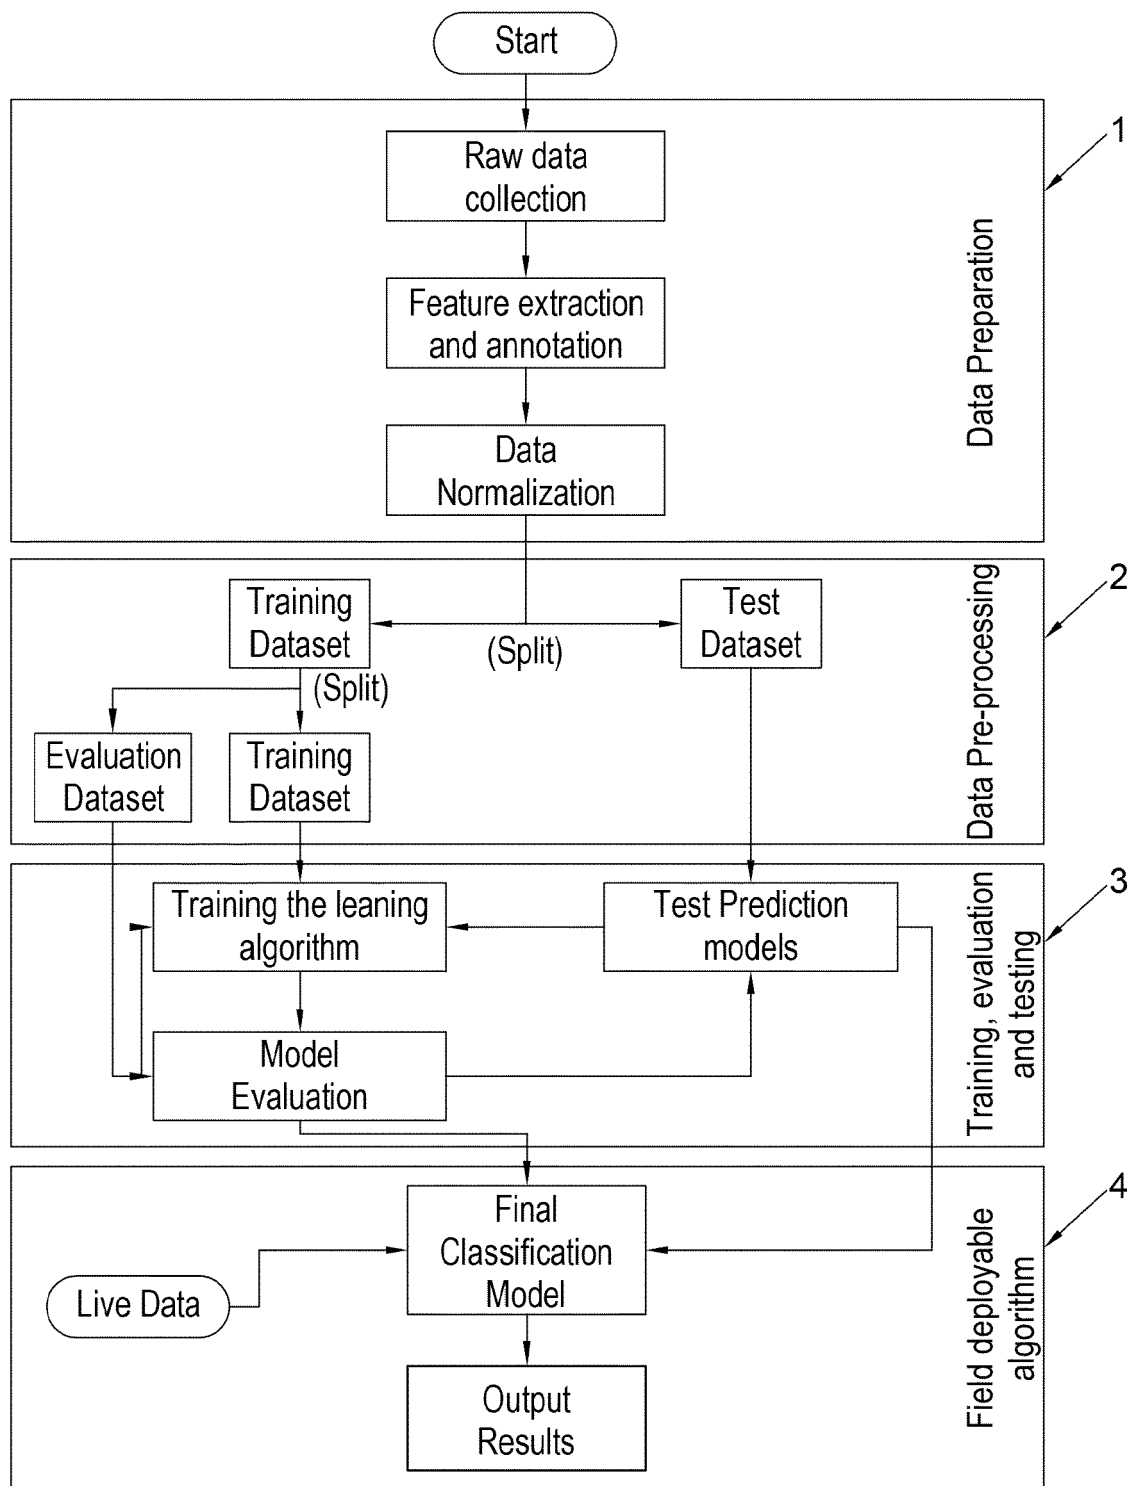 Start
1
Raw data
collection
Feature extraction
and annotation
Data
Normalization
Data Preparation
2
Training
Dataset
(Split)
Test
Dataset
(Split)
Evaluation
Dataset
Training
Dataset
Data Pre-processing
3
Training the leaning
algorithm
Test Prediction
models
Model
Evaluation
Training, evaluation
and testing
4
Final
Classification
Model
Live Data
Output
Results
Field deployable
algorithm